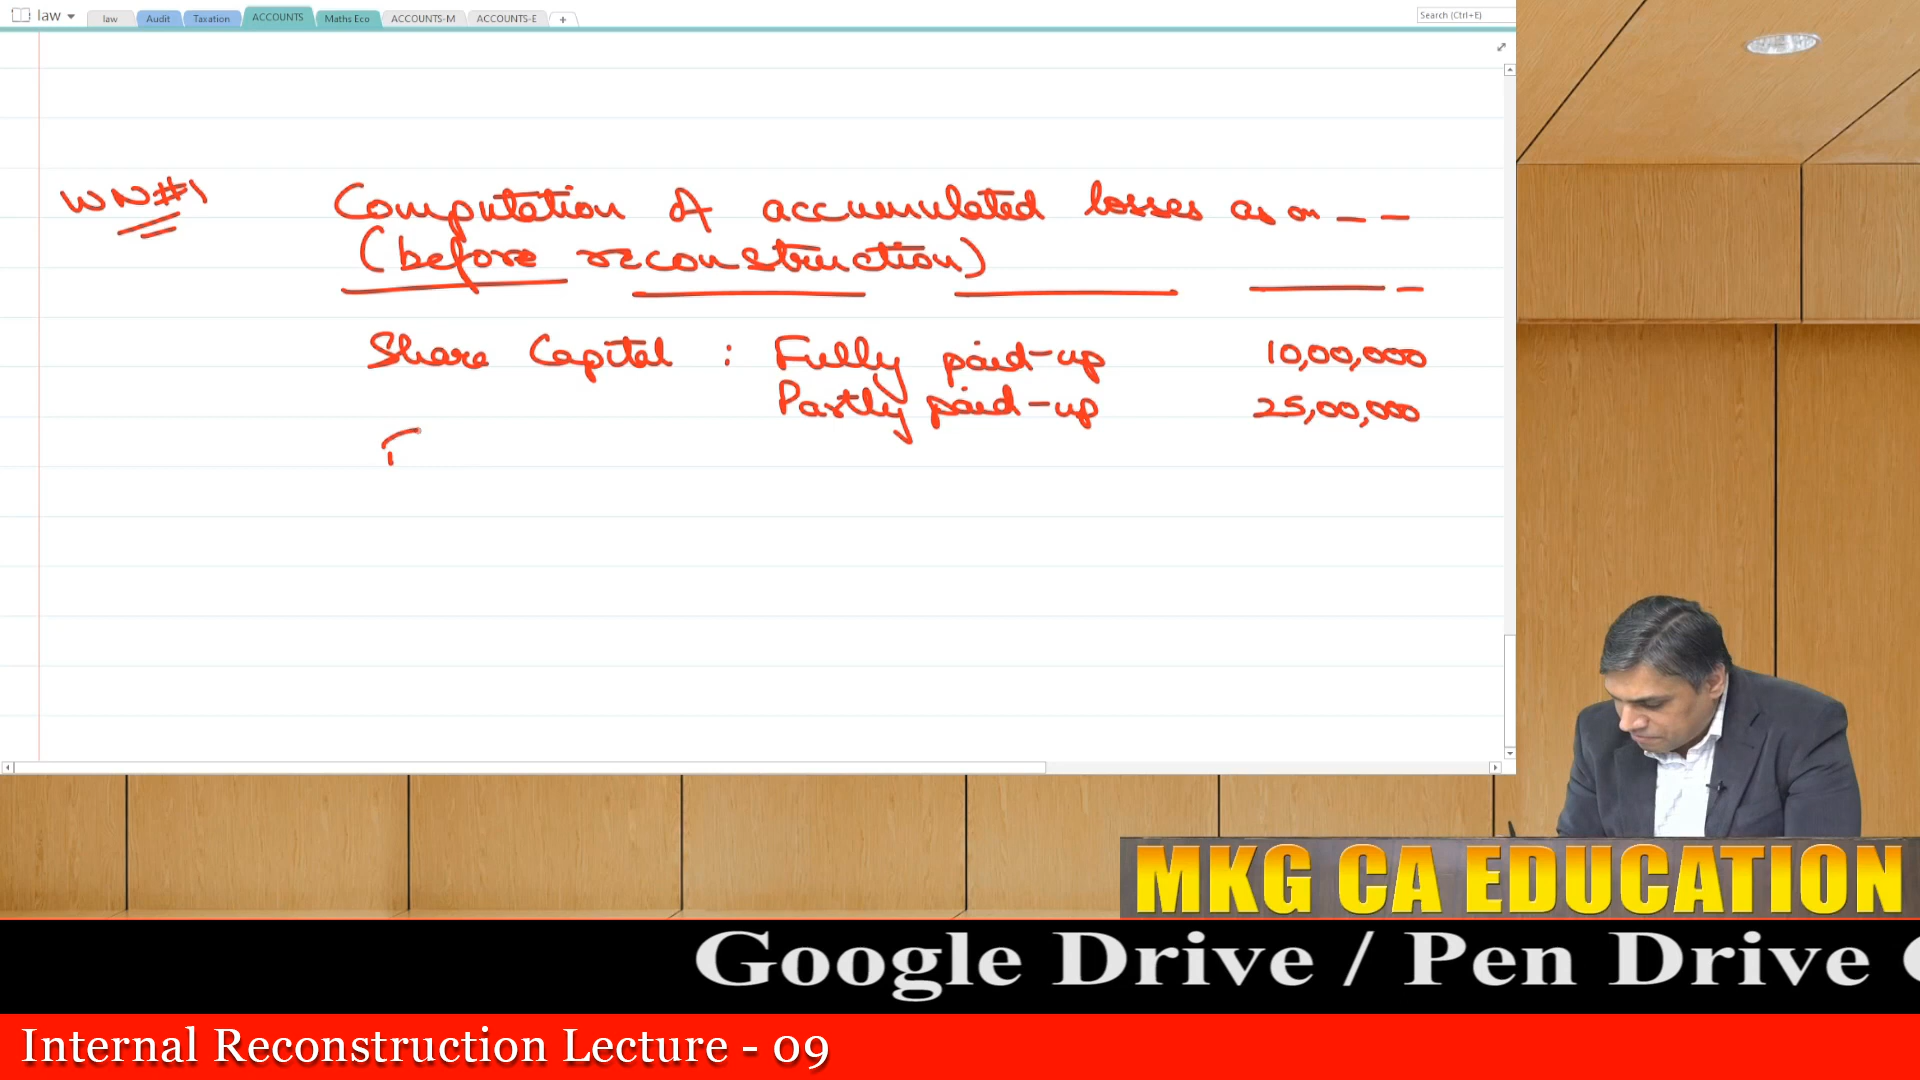 law
law Audit Taxation ACCOUNTS Maths Eco ACCOUNTS-M ACCOUNTS-E +
Search (Ctrl+E)
WN#1
Computation of accumulated losses as on _ _
(before reconstruction)
Share Capital : Fully paid-up 10,00,000
Partly paid-up 25,00,000
MKG CA EDUCATION
Google Drive / Pen Drive
Internal Reconstruction Lecture - 09